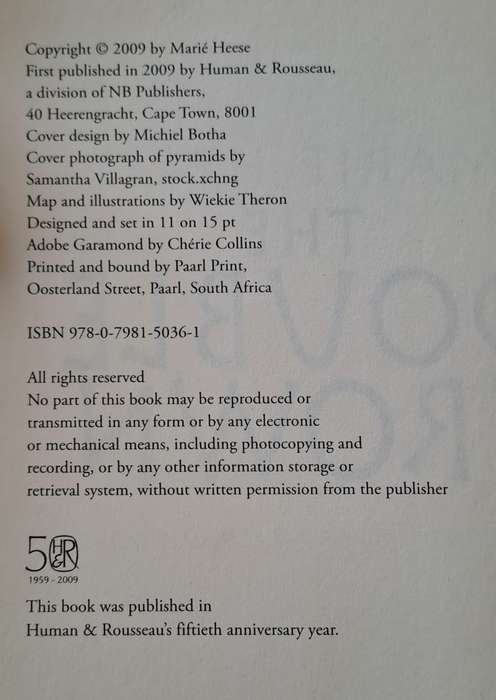 Copyright © 2009 by Marié Heese
First published in 2009 by Human & Rousseau,
a division of NB Publishers,
40 Heerengracht, Cape Town, 8001
Cover design by Michiel Botha
Cover photograph of pyramids by
Samantha Villagran, stock.xchng
Map and illustrations by Wiekie Theron
Designed and set in 11 on 15 pt
Adobe Garamond by Chérie Collins
Printed and bound by Paarl Print,
Oosterland Street, Paarl, South Africa
ISBN 978-0-7981-5036-1
All rights reserved
No part of this book may be reproduced or
transmitted in any form or by any electronic
or mechanical means, including photocopying and
recording, or by any other information storage or
retrieval system, without written permission from the publisher
50 H&R
1959 - 2009
This book was published in
Human & Rousseau's fiftieth anniversary year.